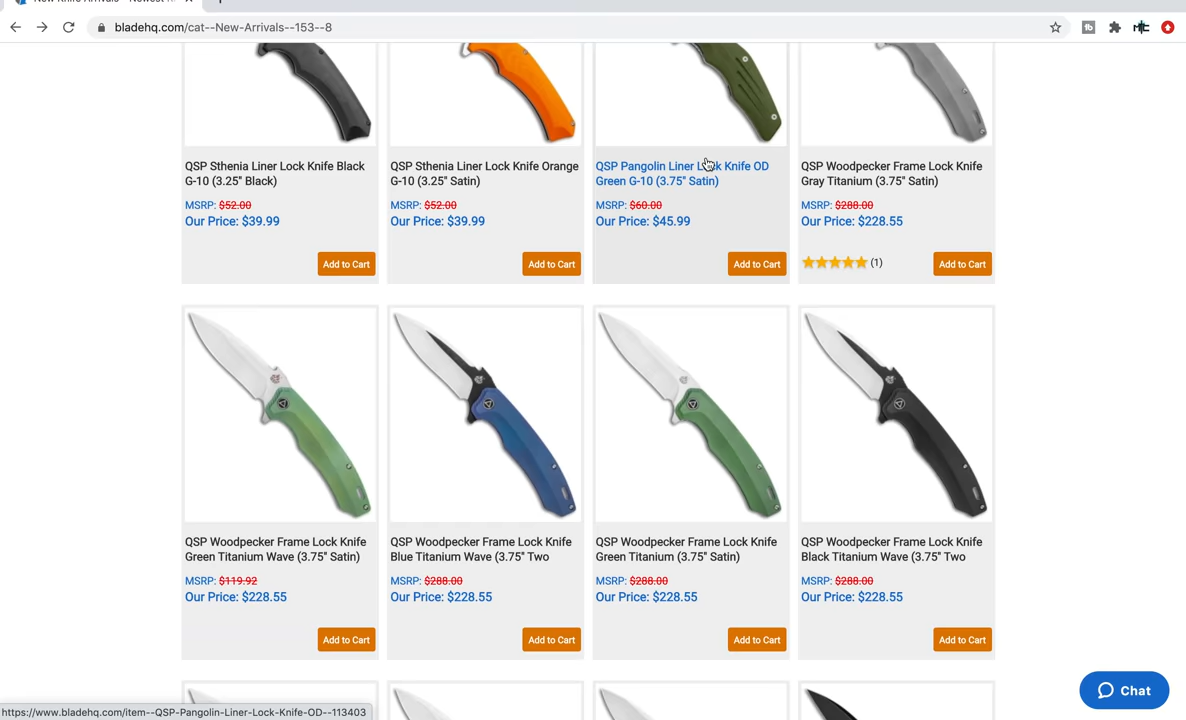 New Knife Arrivals - Newest
bladehq.com/cat--New-Arrivals--153--8
QSP Sthenia Liner Lock Knife Black
G-10 (3.25" Black)
MSRP: $52.00
Our Price: $39.99
Add to Cart
QSP Sthenia Liner Lock Knife Orange
G-10 (3.25" Satin)
MSRP: $52.00
Our Price: $39.99
Add to Cart
QSP Pangolin Liner Lock Knife OD
Green G-10 (3.75" Satin)
MSRP: $60.00
Our Price: $45.99
Add to Cart
QSP Woodpecker Frame Lock Knife
Gray Titanium (3.75" Satin)
MSRP: $288.00
Our Price: $228.55
(1)
Add to Cart
QSP Woodpecker Frame Lock Knife
Green Titanium Wave (3.75" Satin)
MSRP: $119.92
Our Price: $228.55
Add to Cart
QSP Woodpecker Frame Lock Knife
Blue Titanium Wave (3.75" Two
MSRP: $288.00
Our Price: $228.55
Add to Cart
QSP Woodpecker Frame Lock Knife
Green Titanium (3.75" Satin)
MSRP: $288.00
Our Price: $228.55
Add to Cart
QSP Woodpecker Frame Lock Knife
Black Titanium Wave (3.75" Two
MSRP: $288.00
Our Price: $228.55
Add to Cart
Chat
https://www.bladehq.com/item--QSP-Pangolin-Liner-Lock-Knife-OD--113403